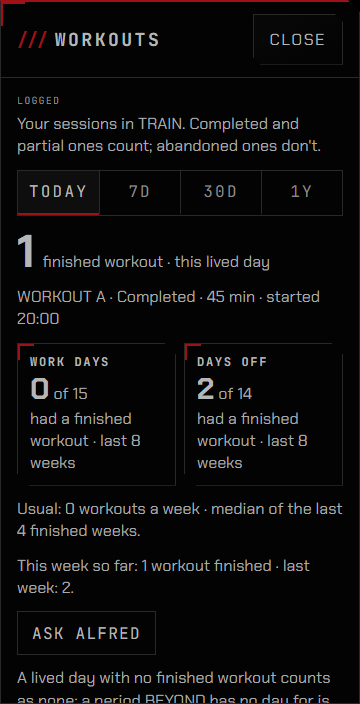 /// WORKOUTS
CLOSE
LOGGED
Your sessions in TRAIN. Completed and
partial ones count; abandoned ones don't.
TODAY 7D 30D 1Y
1 finished workout · this lived day
WORKOUT A · Completed · 45 min · started
20:00
WORK DAYS
0 of 15
had a finished
workout · last 8
weeks
DAYS OFF
2 of 14
had a finished
workout · last 8
weeks
Usual: 0 workouts a week · median of the last
4 finished weeks.
This week so far: 1 workout finished · last
week: 2.
ASK ALFRED
A lived day with no finished workout counts
as none; a period BEYOND has no day for is